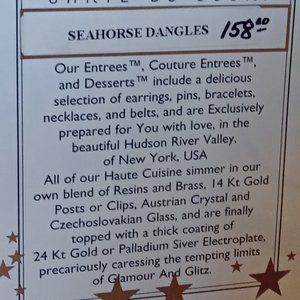 SEAHORSE DANGLES 158.00
Our Entrees™, Couture Entrees™,
and Desserts™ include a delicious
selection of earrings, pins, bracelets,
necklaces, and belts, and are Exclusively
prepared for You with love, in the
beautiful Hudson River Valley,
of New York, USA
All of our Haute Cuisine simmer in our
own blend of Resins and Brass, 14 Kt Gold
Posts or Clips, Austrian Crystal and
Czechoslovakian Glass, and are finally
topped with a thick coating of
24 Kt Gold or Palladium Siver Electroplate,
precariously caressing the tempting limits
of Glamour And Glitz.